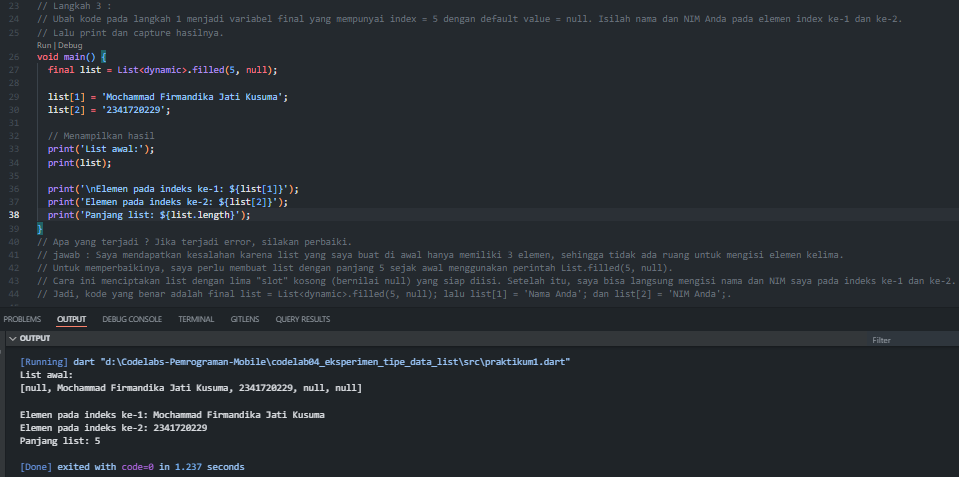 23 // Langkah 3 :
24 // Ubah kode pada langkah 1 menjadi variabel final yang mempunyai index = 5 dengan default value = null. Isilah nama dan NIM Anda pada elemen index ke-1 dan ke-2.
25 // Lalu print dan capture hasilnya.
Run | Debug
26 void main() {
27 final list = List<dynamic>.filled(5, null);
28
29 list[1] = 'Mochammad Firmandika Jati Kusuma';
30 list[2] = '2341720229';
31
32 // Menampilkan hasil
33 print('List awal:');
34 print(list);
35
36 print('\nElemen pada indeks ke-1: ${list[1]}');
37 print('Elemen pada indeks ke-2: ${list[2]}');
38 print('Panjang list: ${list.length}');
39 }
40 // Apa yang terjadi ? Jika terjadi error, silakan perbaiki.
41 // jawab : Saya mendapatkan kesalahan karena list yang saya buat di awal hanya memiliki 3 elemen, sehingga tidak ada ruang untuk mengisi elemen kelima.
42 // Untuk memperbaikinya, saya perlu membuat list dengan panjang 5 sejak awal menggunakan perintah List.filled(5, null).
43 // Cara ini menciptakan list dengan lima "slot" kosong (bernilai null) yang siap diisi. Setelah itu, saya bisa langsung mengisi nama dan NIM saya pada indeks ke-1 dan ke-2.
44 // Jadi, kode yang benar adalah final list = List<dynamic>.filled(5, null); lalu list[1] = 'Nama Anda'; dan list[2] = 'NIM Anda';.
PROBLEMS OUTPUT DEBUG CONSOLE TERMINAL GITLENS QUERY RESULTS
OUTPUT Filter
[Running] dart "d:\Codelabs-Pemrograman-Mobile\codelab04_eksperimen_tipe_data_list\src\praktikum1.dart"
List awal:
[null, Mochammad Firmandika Jati Kusuma, 2341720229, null, null]
Elemen pada indeks ke-1: Mochammad Firmandika Jati Kusuma
Elemen pada indeks ke-2: 2341720229
Panjang list: 5
[Done] exited with code=0 in 1.237 seconds